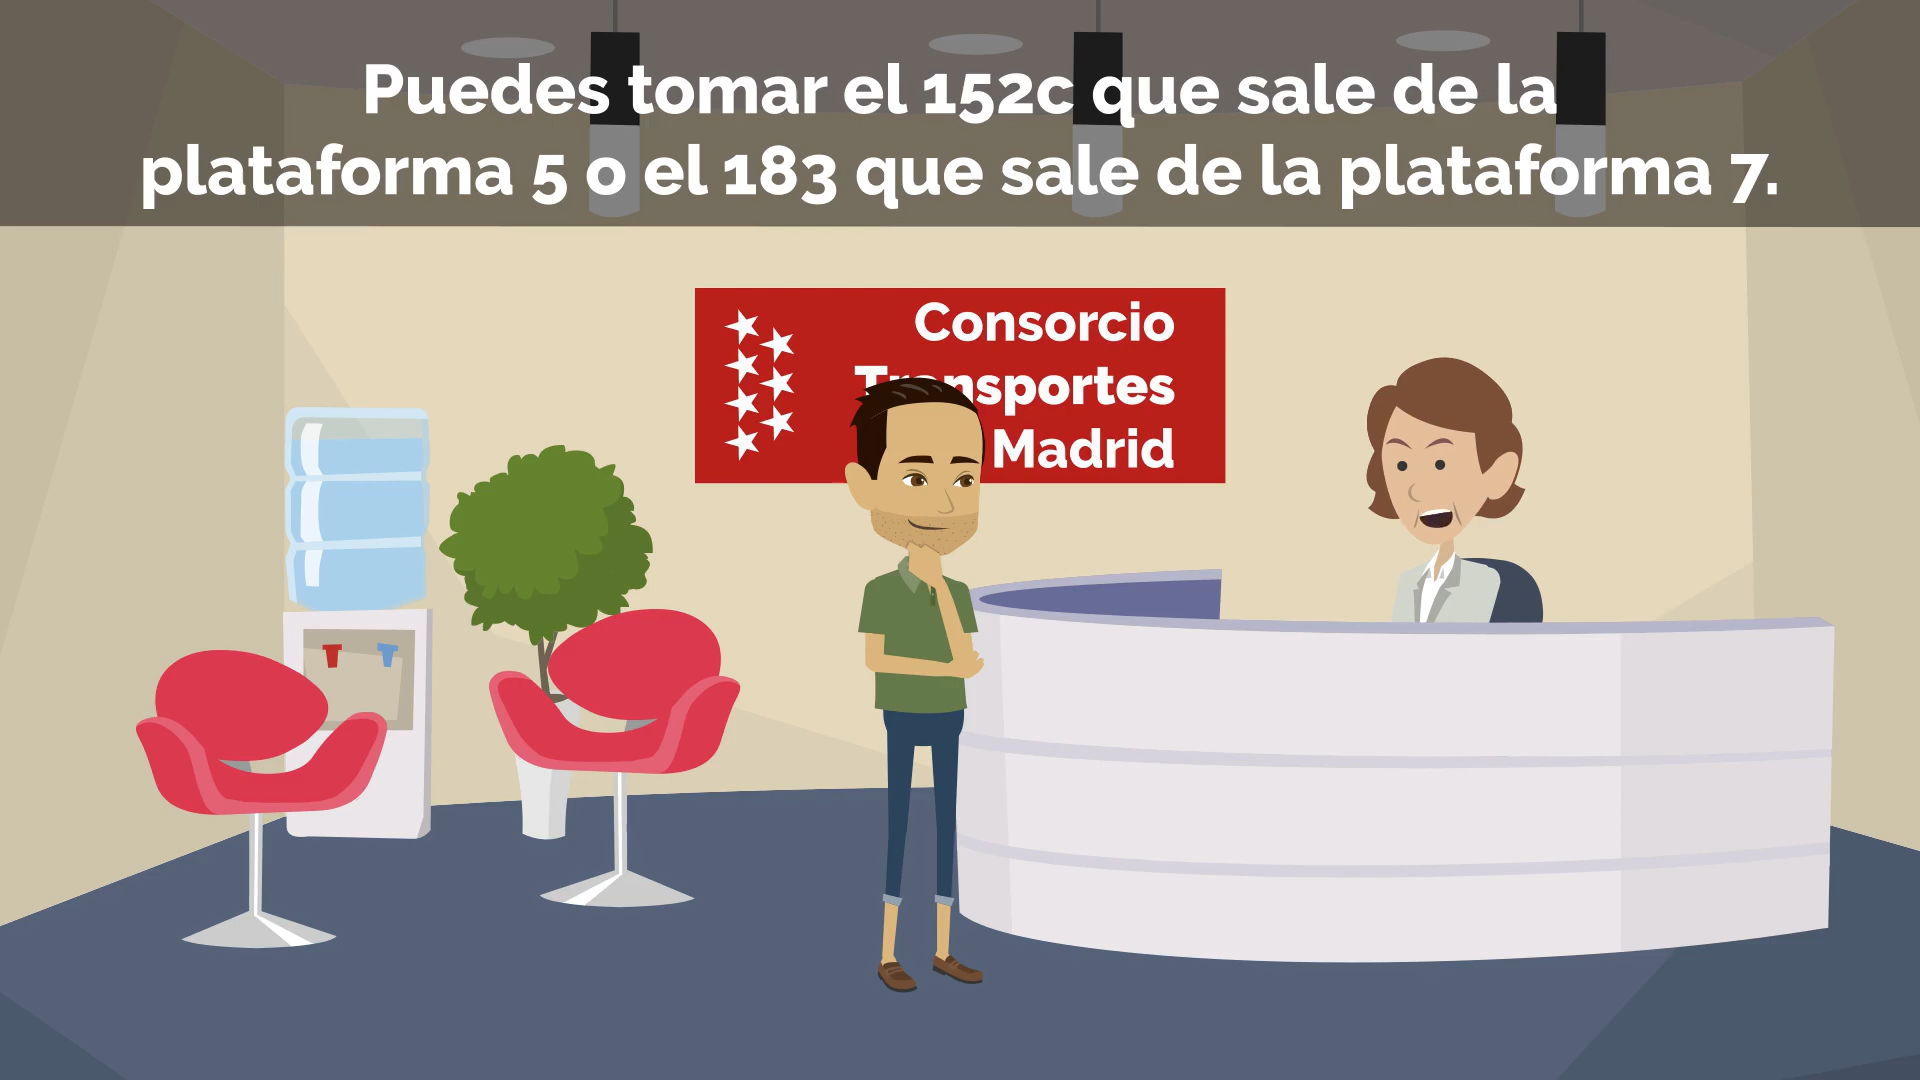 Puedes tomar el 152c que sale de la
plataforma 5 o el 183 que sale de la plataforma 7.
Consorcio
Transportes
Madrid